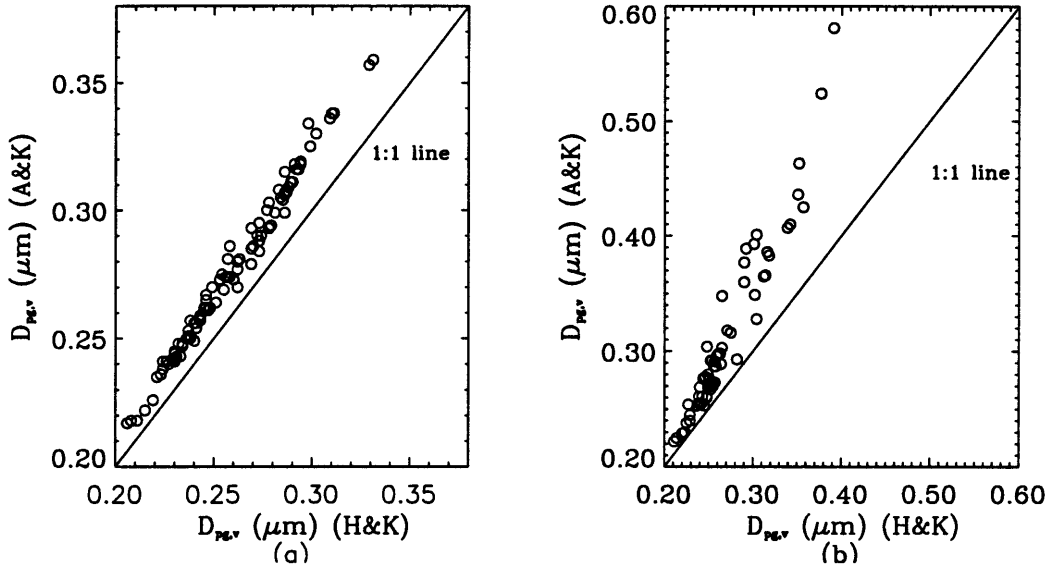 0.35
0.30
0.25
0.20
D_pg,v (μm) (A&K)
1:1 line
0.20 0.25 0.30 0.35
D_pg,v (μm) (H&K)
(a)
0.60
0.50
0.40
0.30
0.20
D_pg,v (μm) (A&K)
1:1 line
0.20 0.30 0.40 0.50 0.60
D_pg,v (μm) (H&K)
(b)